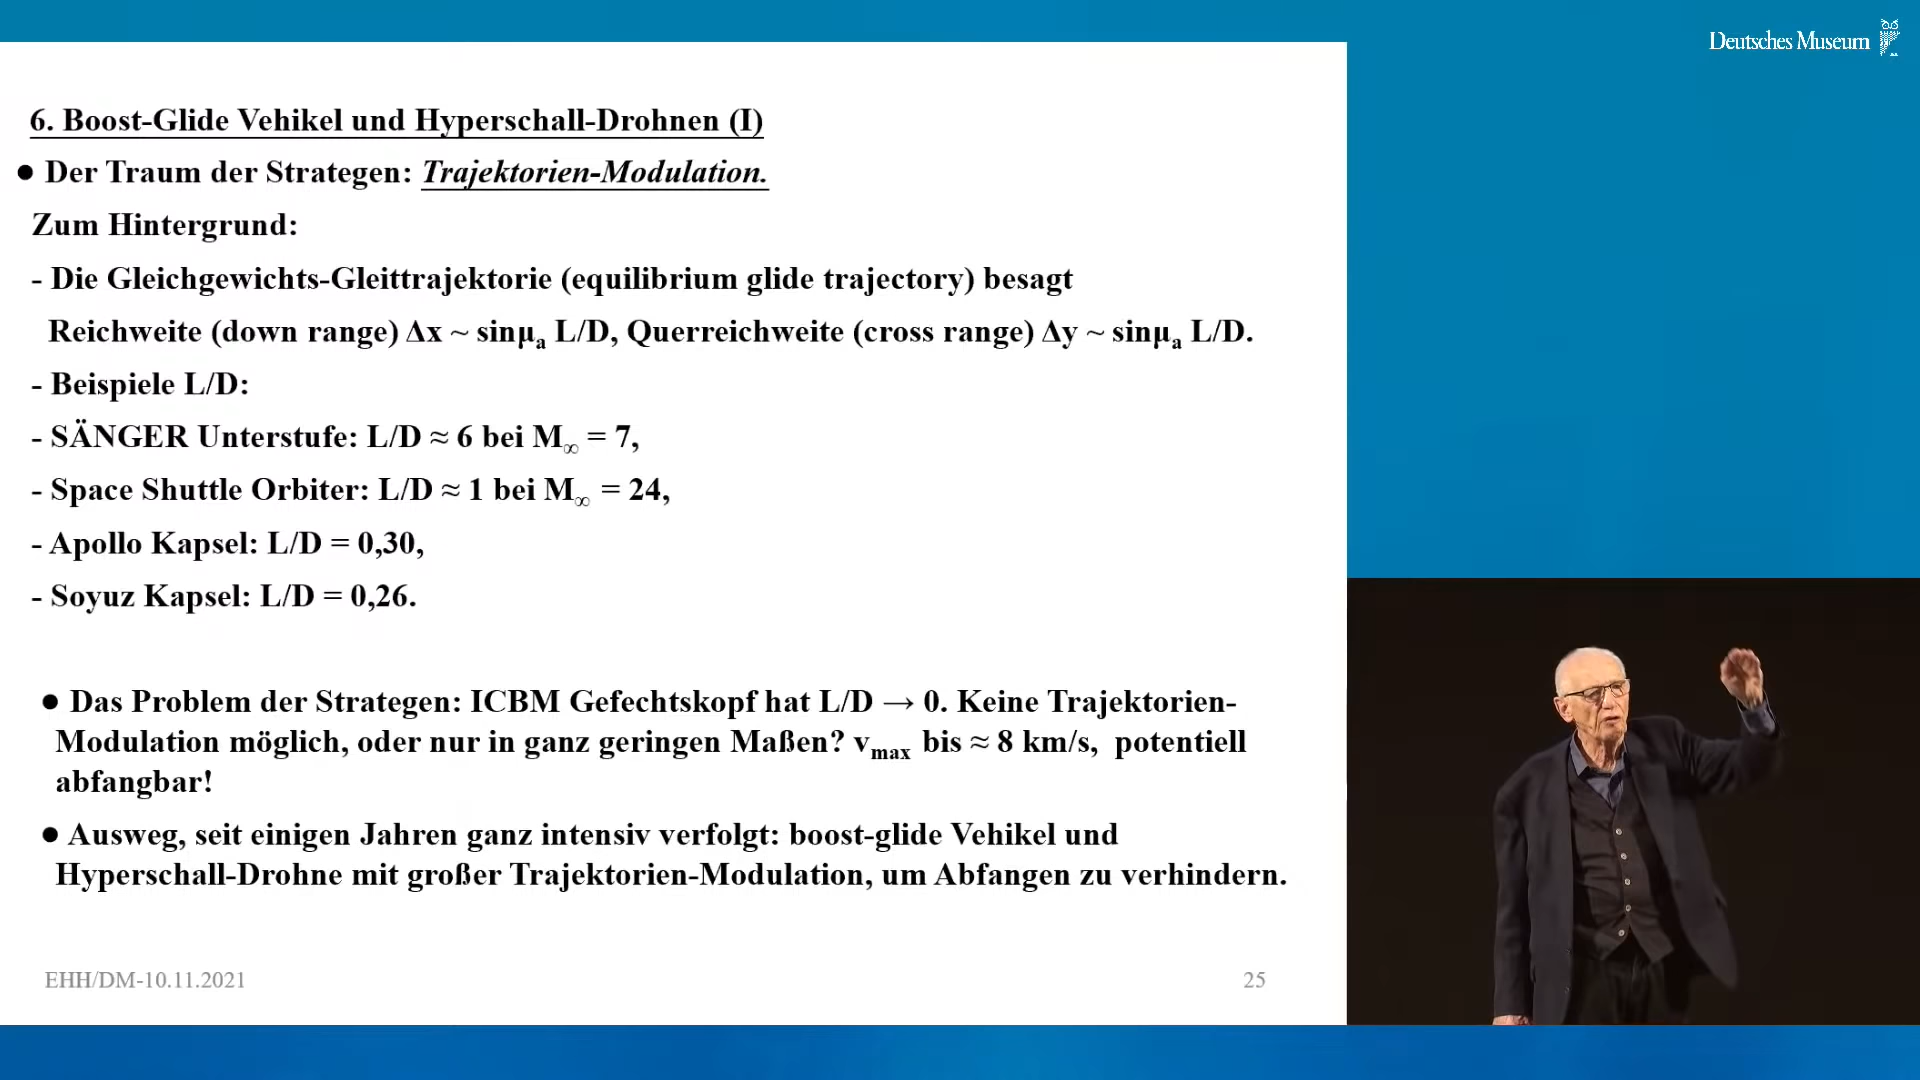 Deutsches Museum
6. Boost-Glide Vehikel und Hyperschall-Drohnen (I)
● Der Traum der Strategen: Trajektorien-Modulation.
Zum Hintergrund:
- Die Gleichgewichts-Gleittrajektorie (equilibrium glide trajectory) besagt
Reichweite (down range) Δx ~ sinμₐ L/D, Querreichweite (cross range) Δy ~ sinμₐ L/D.
- Beispiele L/D:
- SÄNGER Unterstufe: L/D ≈ 6 bei M∞ = 7,
- Space Shuttle Orbiter: L/D ≈ 1 bei M∞ = 24,
- Apollo Kapsel: L/D = 0,30,
- Soyuz Kapsel: L/D = 0,26.
● Das Problem der Strategen: ICBM Gefechtskopf hat L/D → 0. Keine Trajektorien-
Modulation möglich, oder nur in ganz geringen Maßen? vmax bis ≈ 8 km/s, potentiell
abfangbar!
● Ausweg, seit einigen Jahren ganz intensiv verfolgt: boost-glide Vehikel und
Hyperschall-Drohne mit großer Trajektorien-Modulation, um Abfangen zu verhindern.
EHH/DM-10.11.2021
25